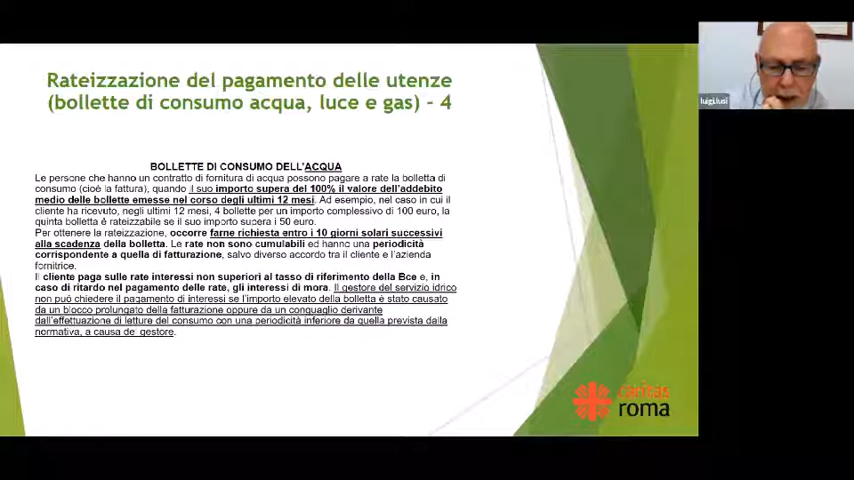 Rateizzazione del pagamento delle utenze
(bollette di consumo acqua, luce e gas) - 4
BOLLETTE DI CONSUMO DELL'ACQUA
Le persone che hanno un contratto di fornitura di acqua possono pagare a rate la bolletta di
consumo (cioè la fattura), quando il suo importo supera del 100% il valore dell'addebito
medio delle bollette emesse nel corso degli ultimi 12 mesi. Ad esempio, nel caso in cui il
cliente ha ricevuto, negli ultimi 12 mesi, 4 bollette per un importo complessivo di 100 euro, la
quinta bolletta è rateizzabile se il suo importo supera i 50 euro.
Per ottenere la rateizzazione, occorre farne richiesta entro i 10 giorni solari successivi
alla scadenza della bolletta. Le rate non sono cumulabili ed hanno una periodicità
corrispondente a quella di fatturazione, salvo diverso accordo tra il cliente e l'azienda
fornitrice.
Il cliente paga sulle rate interessi non superiori al tasso di riferimento della Bce e, in
caso di ritardo nel pagamento delle rate, gli interessi di mora. Il gestore del servizio idrico
non può chiedere il pagamento di interessi se l'importo elevato della bolletta è stato causato
da un blocco prolungato della fatturazione oppure da un conguaglio derivante
dall'effettuazione di letture del consumo con una periodicità inferiore da quella prevista dalla
normativa, a causa del gestore.
caritas
roma
luigi.lusi